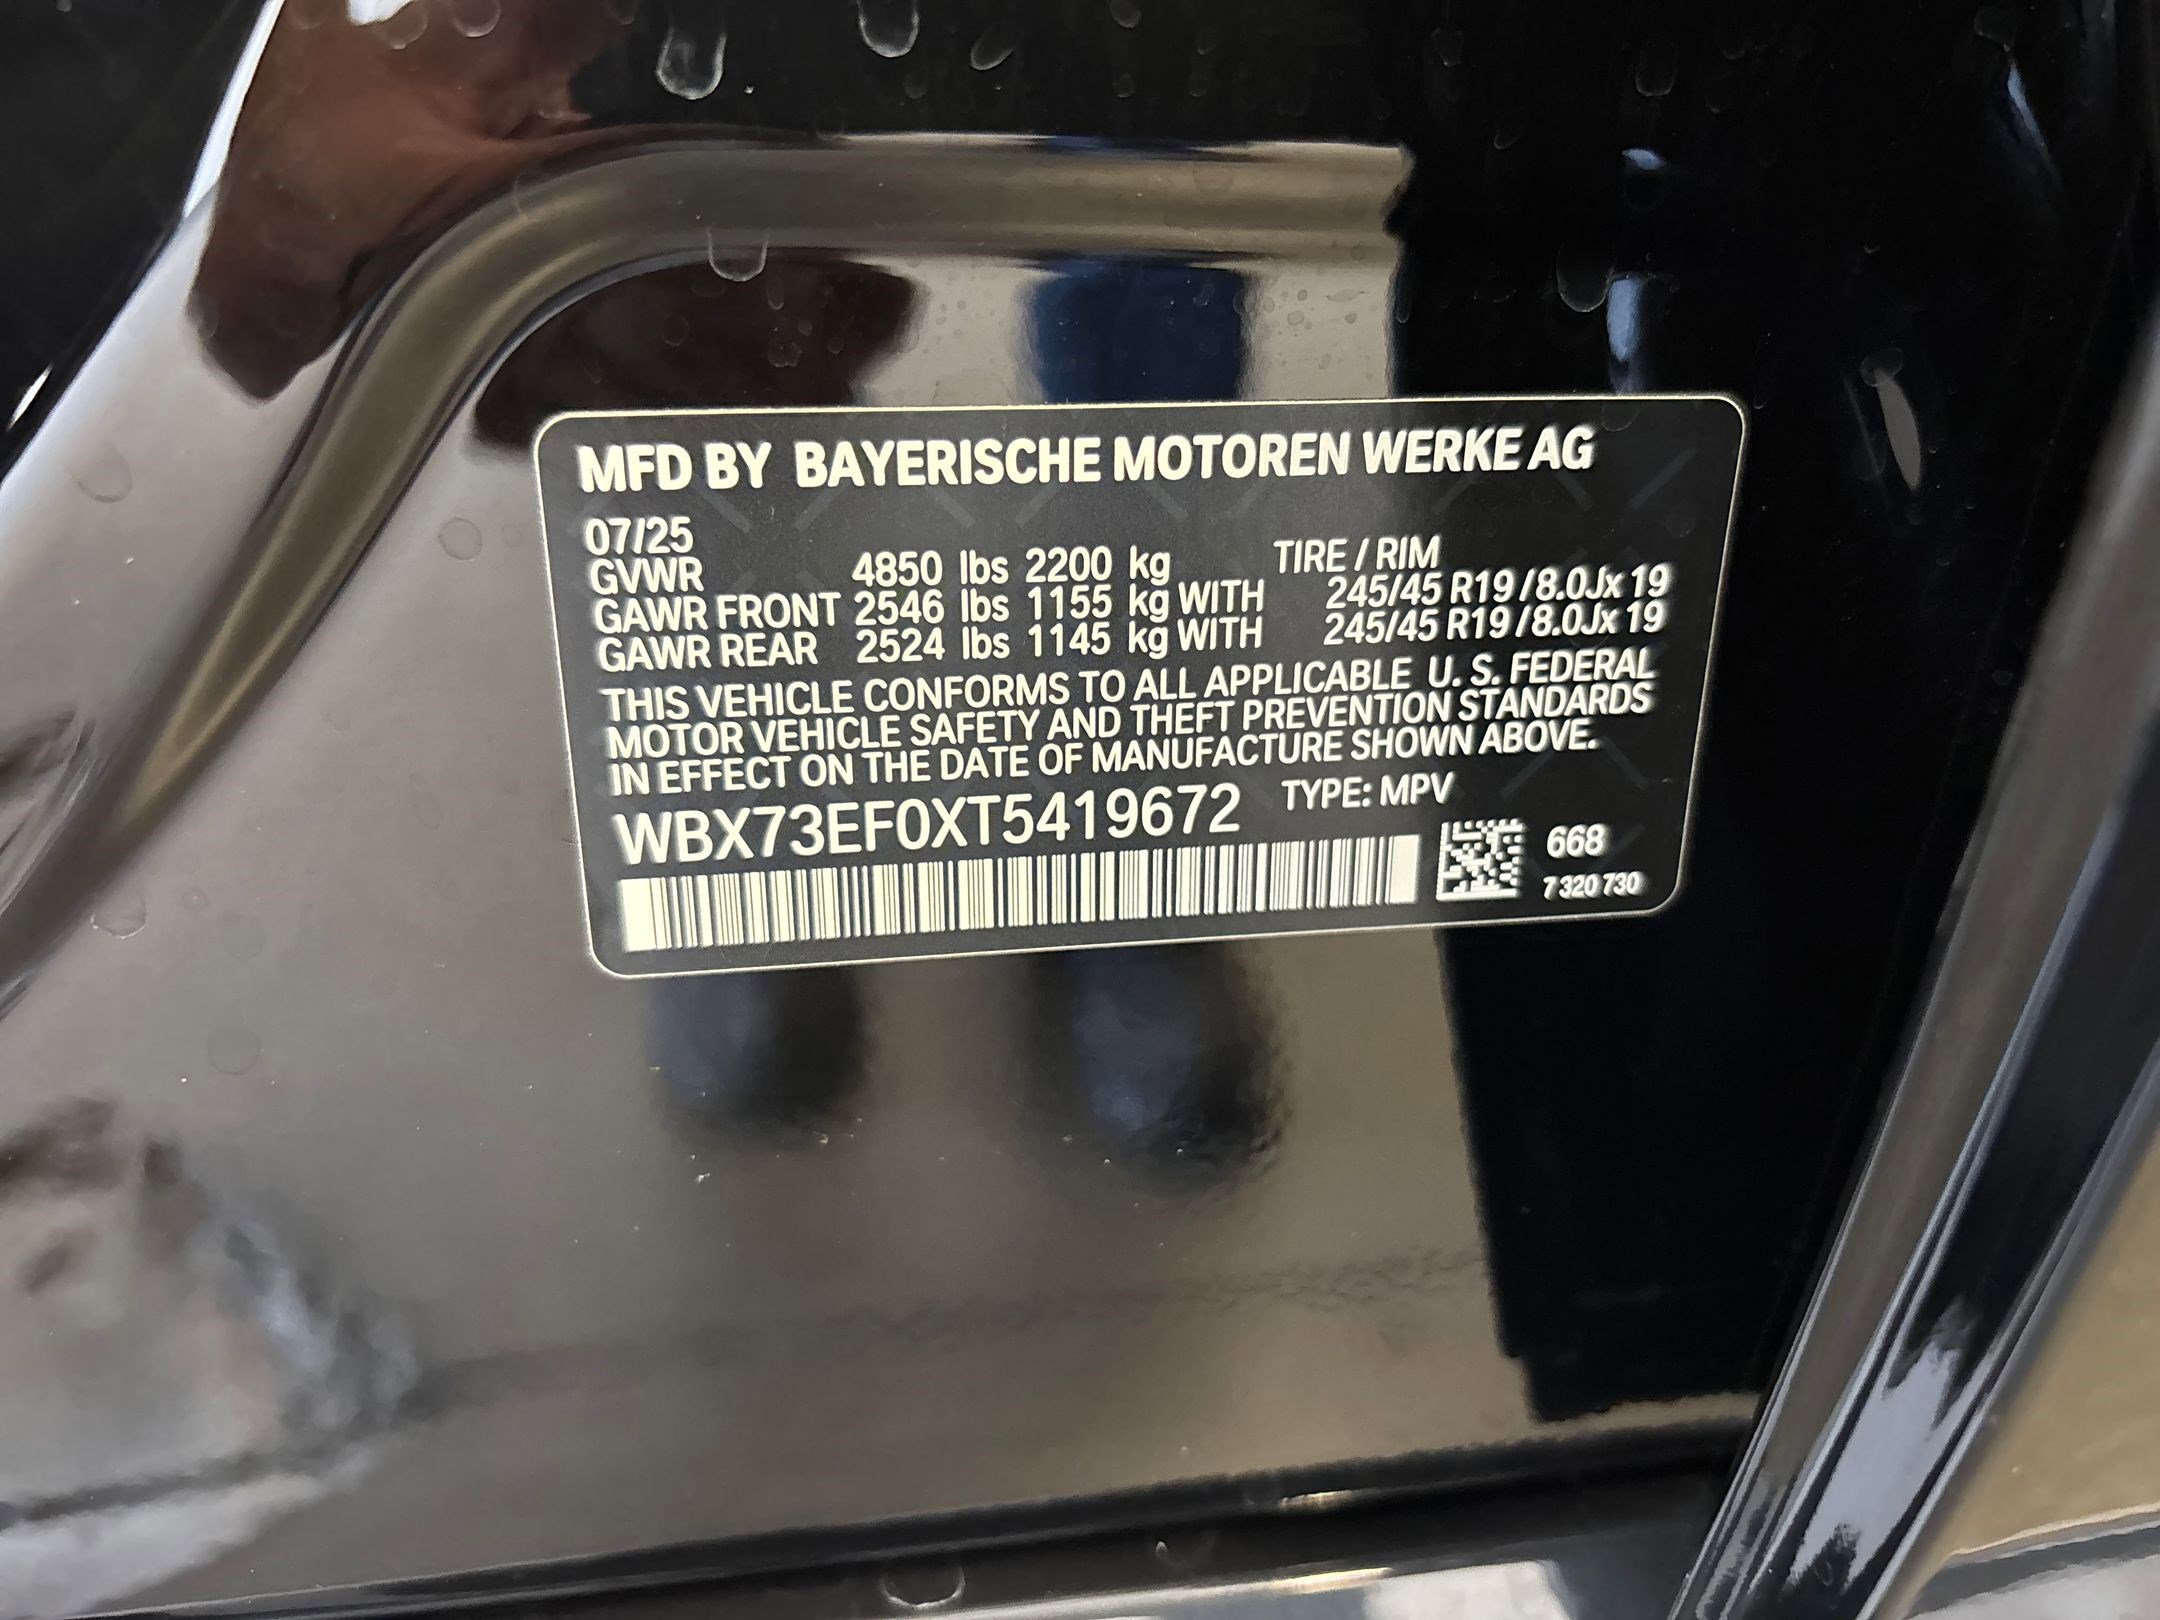 MFD BY BAYERISCHE MOTOREN WERKE AG
07/25
GVWR 4850 lbs 2200 kg TIRE / RIM
GAWR FRONT 2546 lbs 1155 kg WITH 245/45 R19 / 8.0Jx 19
GAWR REAR 2524 lbs 1145 kg WITH 245/45 R19 / 8.0Jx 19
THIS VEHICLE CONFORMS TO ALL APPLICABLE U. S. FEDERAL
MOTOR VEHICLE SAFETY AND THEFT PREVENTION STANDARDS
IN EFFECT ON THE DATE OF MANUFACTURE SHOWN ABOVE.
WBX73EF0XT5419672 TYPE: MPV
668
7 320 730